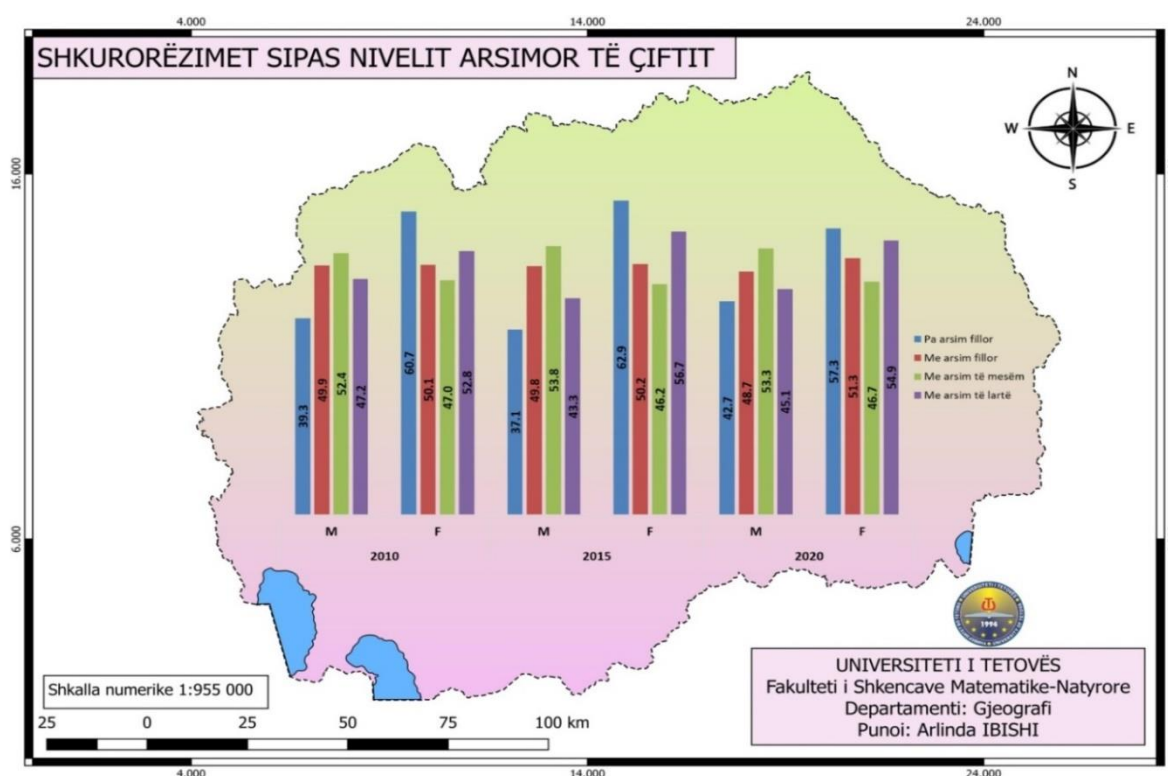 4.000 14.000 24.000
SHKURORËZIMET SIPAS NIVELIT ARSIMOR TË ÇIFTIT
N
W E
S
16.000
6.000
39.3 49.9 52.4 47.2 60.7 50.1 47.0 52.8 37.1 49.8 53.8 43.3 62.9 50.2 46.2 56.7 42.7 48.7 53.3 45.1 57.3 51.3 46.7 54.9
Pa arsim fillor
Me arsim fillor
Me arsim të mesëm
Me arsim të lartë
M F M F M F
2010 2015 2020
1994
Shkalla numerike 1:955 000
25 0 25 50 75 100 km
UNIVERSITETI I TETOVËS
Fakulteti i Shkencave Matematike-Natyrore
Departamenti: Gjeografi
Punoi: Arlinda IBISHI
4.000 14.000 24.000